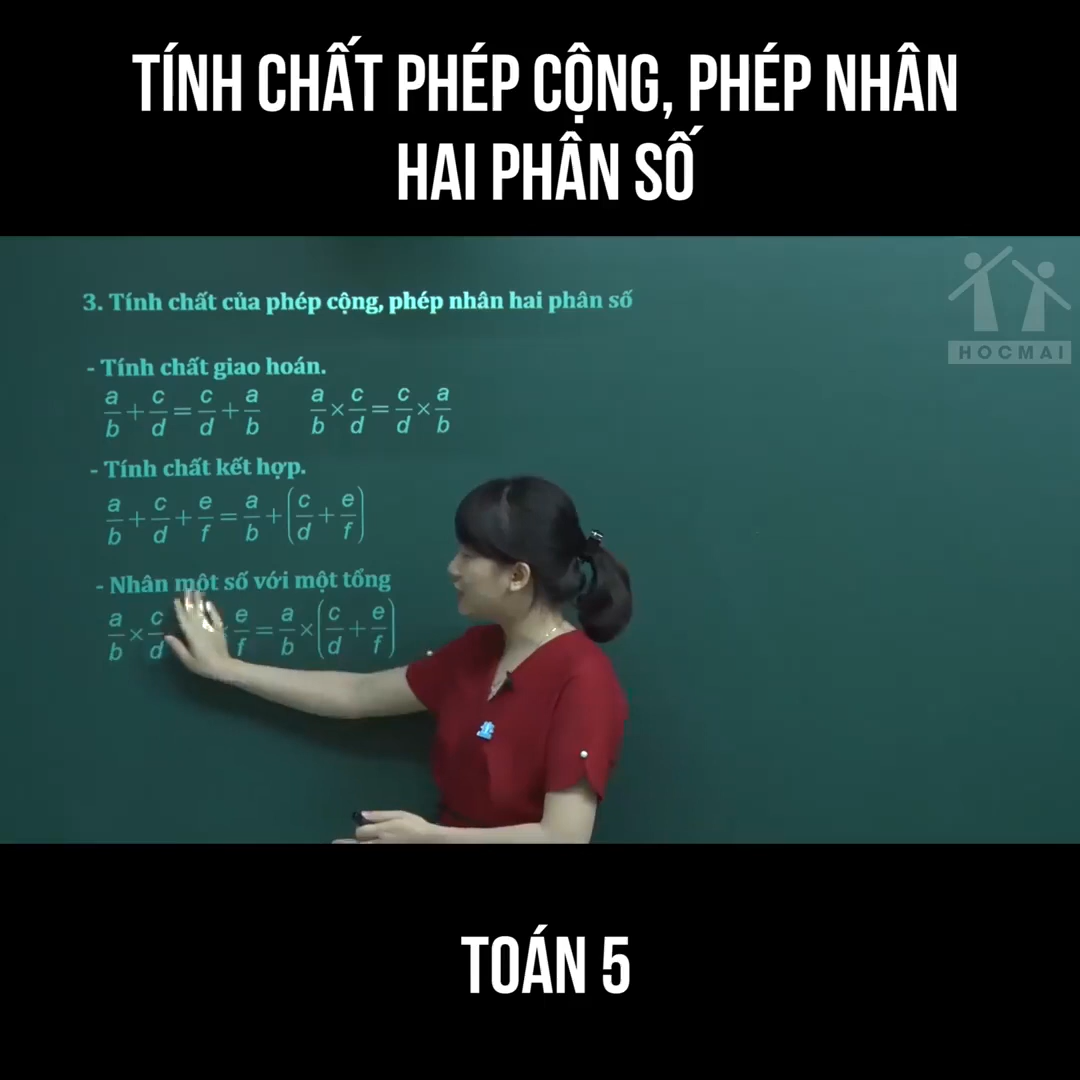 TÍNH CHẤT PHÉP CỘNG, PHÉP NHÂN
HAI PHÂN SỐ
HOCMAI
3. Tính chất của phép cộng, phép nhân hai phân số
- Tính chất giao hoán.
a/b + c/d = c/d + a/b   a/b × c/d = c/d × a/b
- Tính chất kết hợp.
a/b + c/d + e/f = a/b + (c/d + e/f)
- Nhân một số với một tổng
a/b × c/d e/f = a/b × (c/d + e/f)
TOÁN 5